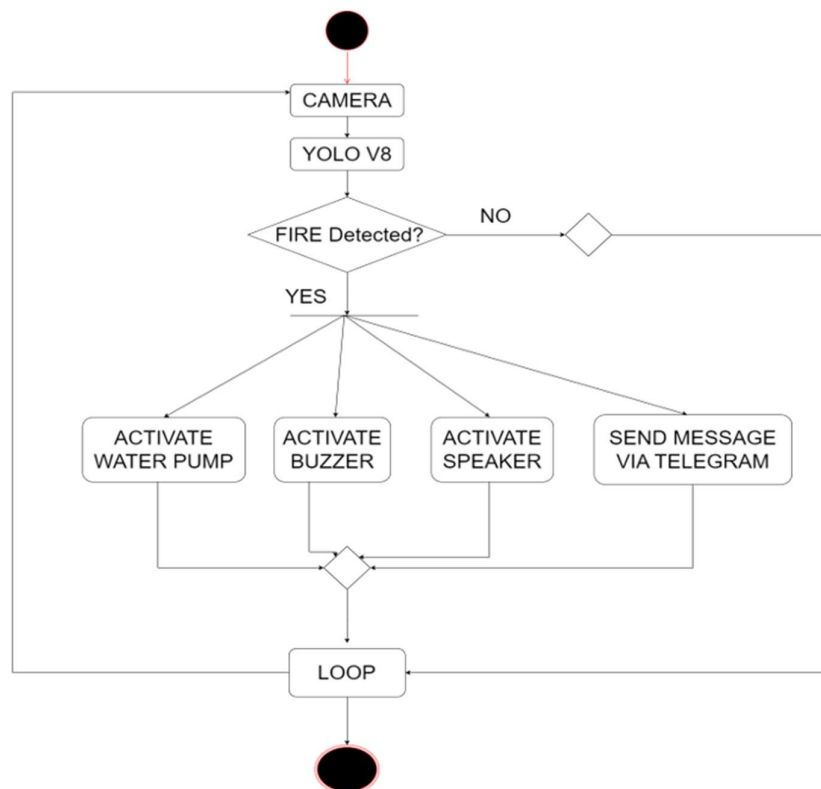 CAMERA
YOLO V8
FIRE Detected?
NO
YES
ACTIVATE
WATER PUMP
ACTIVATE
BUZZER
ACTIVATE
SPEAKER
SEND MESSAGE
VIA TELEGRAM
LOOP